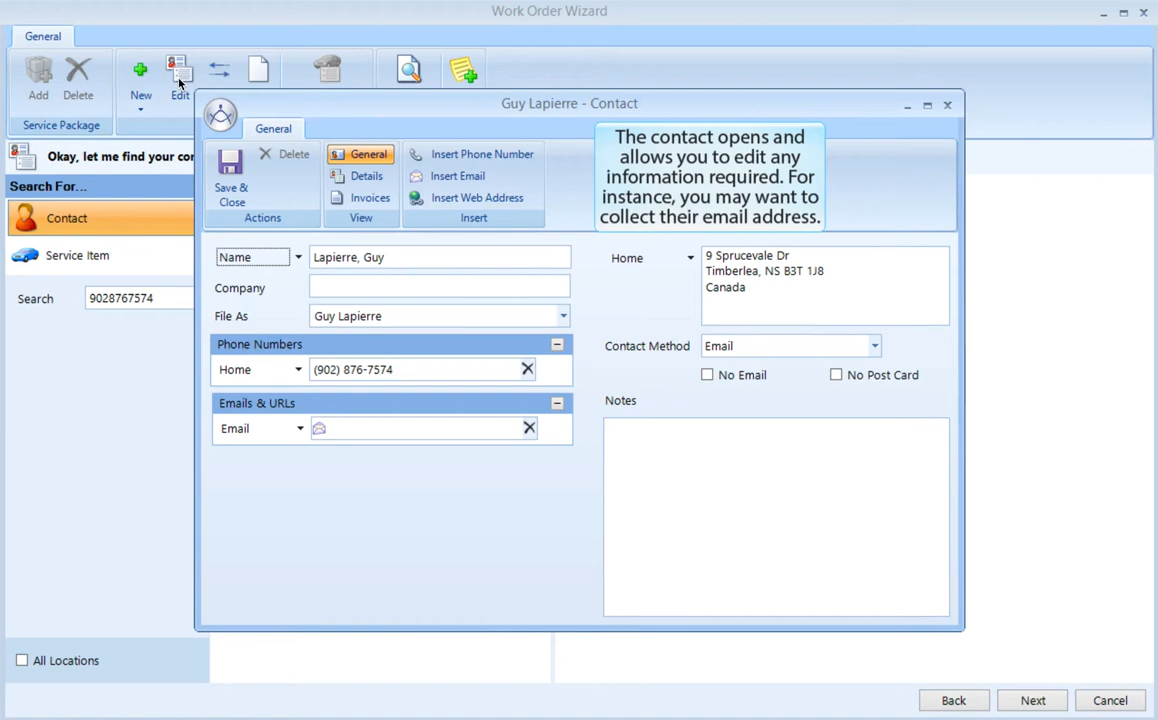 Work Order Wizard
General
Add
Delete
New
Edit
Service Package
Okay, let me find your con
Search For...
Contact
Service Item
Search
9028767574
All Locations
Guy Lapierre - Contact
General
Save &
Close
Delete
Actions
General
Details
Invoices
View
Insert Phone Number
Insert Email
Insert Web Address
Insert
The contact opens and
allows you to edit any
information required. For
instance, you may want to
collect their email address.
Name
Lapierre, Guy
Company
File As
Guy Lapierre
Phone Numbers
Home
(902) 876-7574
Emails & URLs
Email
Home
9 Sprucevale Dr
Timberlea, NS B3T 1J8
Canada
Contact Method
Email
No Email
No Post Card
Notes
Back
Next
Cancel